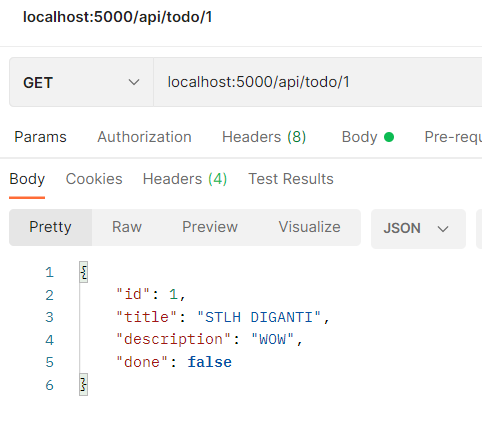 localhost:5000/api/todo/1
GET localhost:5000/api/todo/1
Params Authorization Headers (8) Body Pre-requ
Body Cookies Headers (4) Test Results
Pretty Raw Preview Visualize JSON
1 {
2 "id": 1,
3 "title": "STLH DIGANTI",
4 "description": "WOW",
5 "done": false
6 }